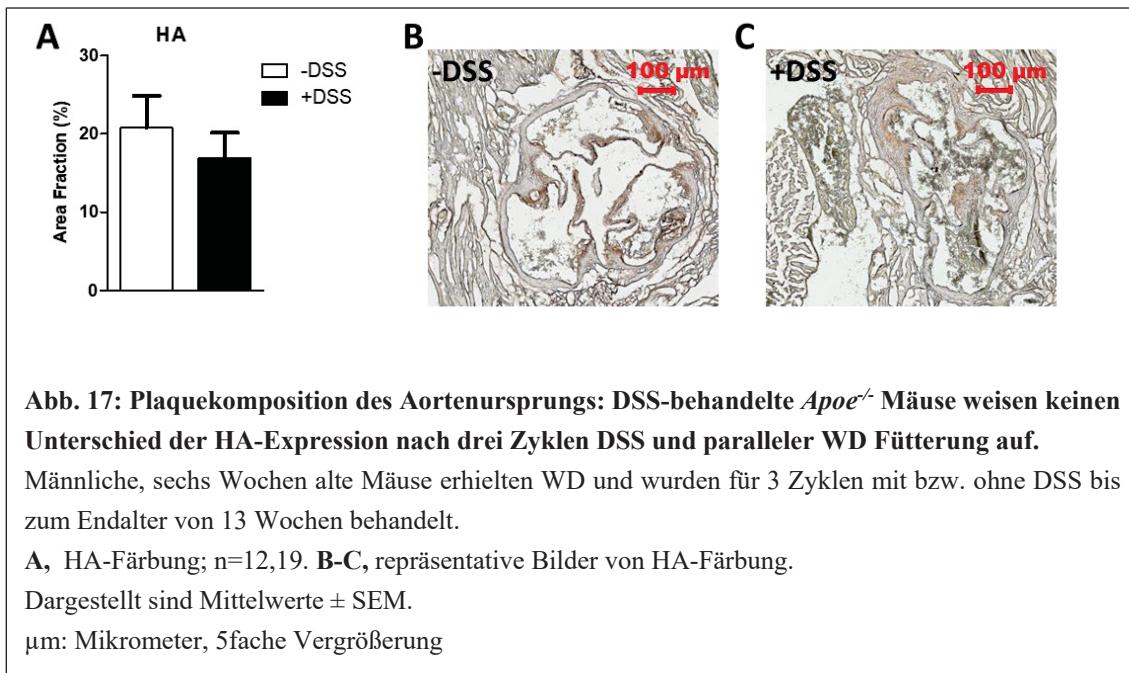 A
HA
30
20
10
0
Area Fraction (%)
-DSS
+DSS
B
-DSS
100 µm
C
+DSS
100 µm
Abb. 17: Plaquekomposition des Aortenursprungs: DSS-behandelte Apoe-/- Mäuse weisen keinen
Unterschied der HA-Expression nach drei Zyklen DSS und paralleler WD Fütterung auf.
Männliche, sechs Wochen alte Mäuse erhielten WD und wurden für 3 Zyklen mit bzw. ohne DSS bis
zum Endalter von 13 Wochen behandelt.
A, HA-Färbung; n=12,19. B-C, repräsentative Bilder von HA-Färbung.
Dargestellt sind Mittelwerte ± SEM.
µm: Mikrometer, 5fache Vergrößerung